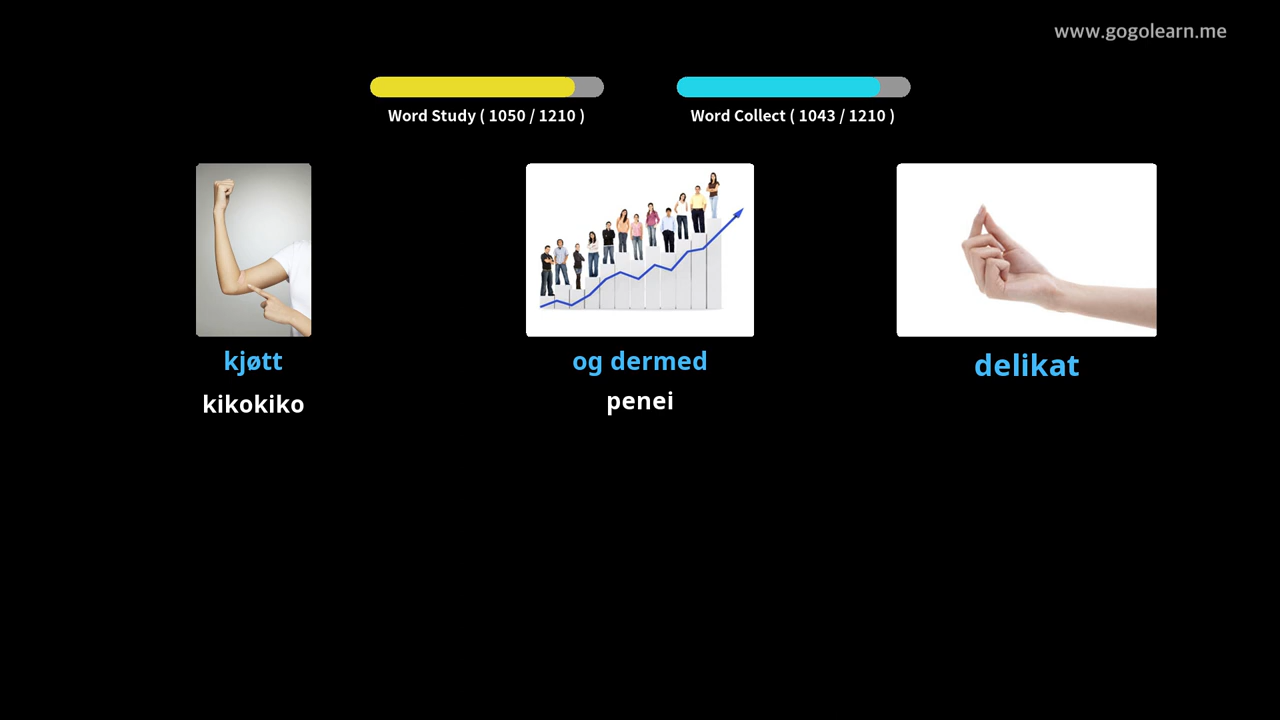 www.gogolearn.me
Word Study ( 1050 / 1210 )
Word Collect ( 1043 / 1210 )
kjøtt
kikokiko
og dermed
penei
delikat